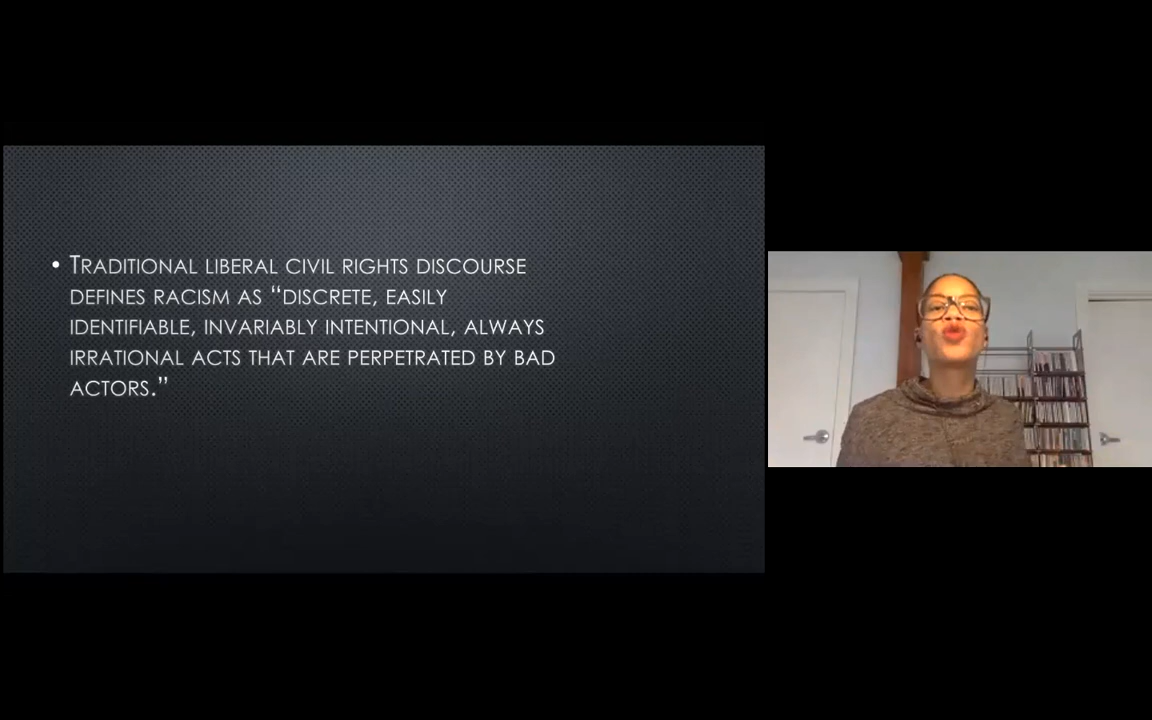 • Traditional liberal civil rights discourse
defines racism as “discrete, easily
identifiable, invariably intentional, always
irrational acts that are perpetrated by bad
actors.”